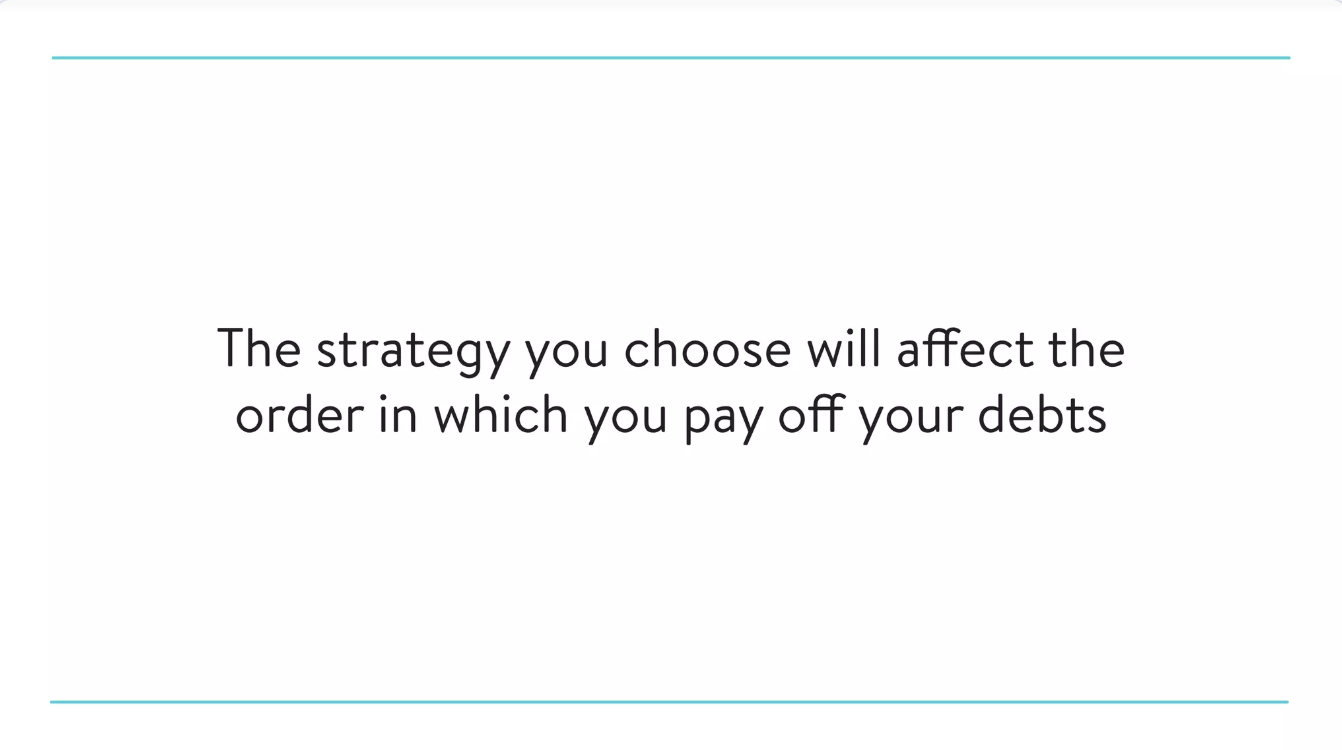 The strategy you choose will affect the
order in which you pay off your debts